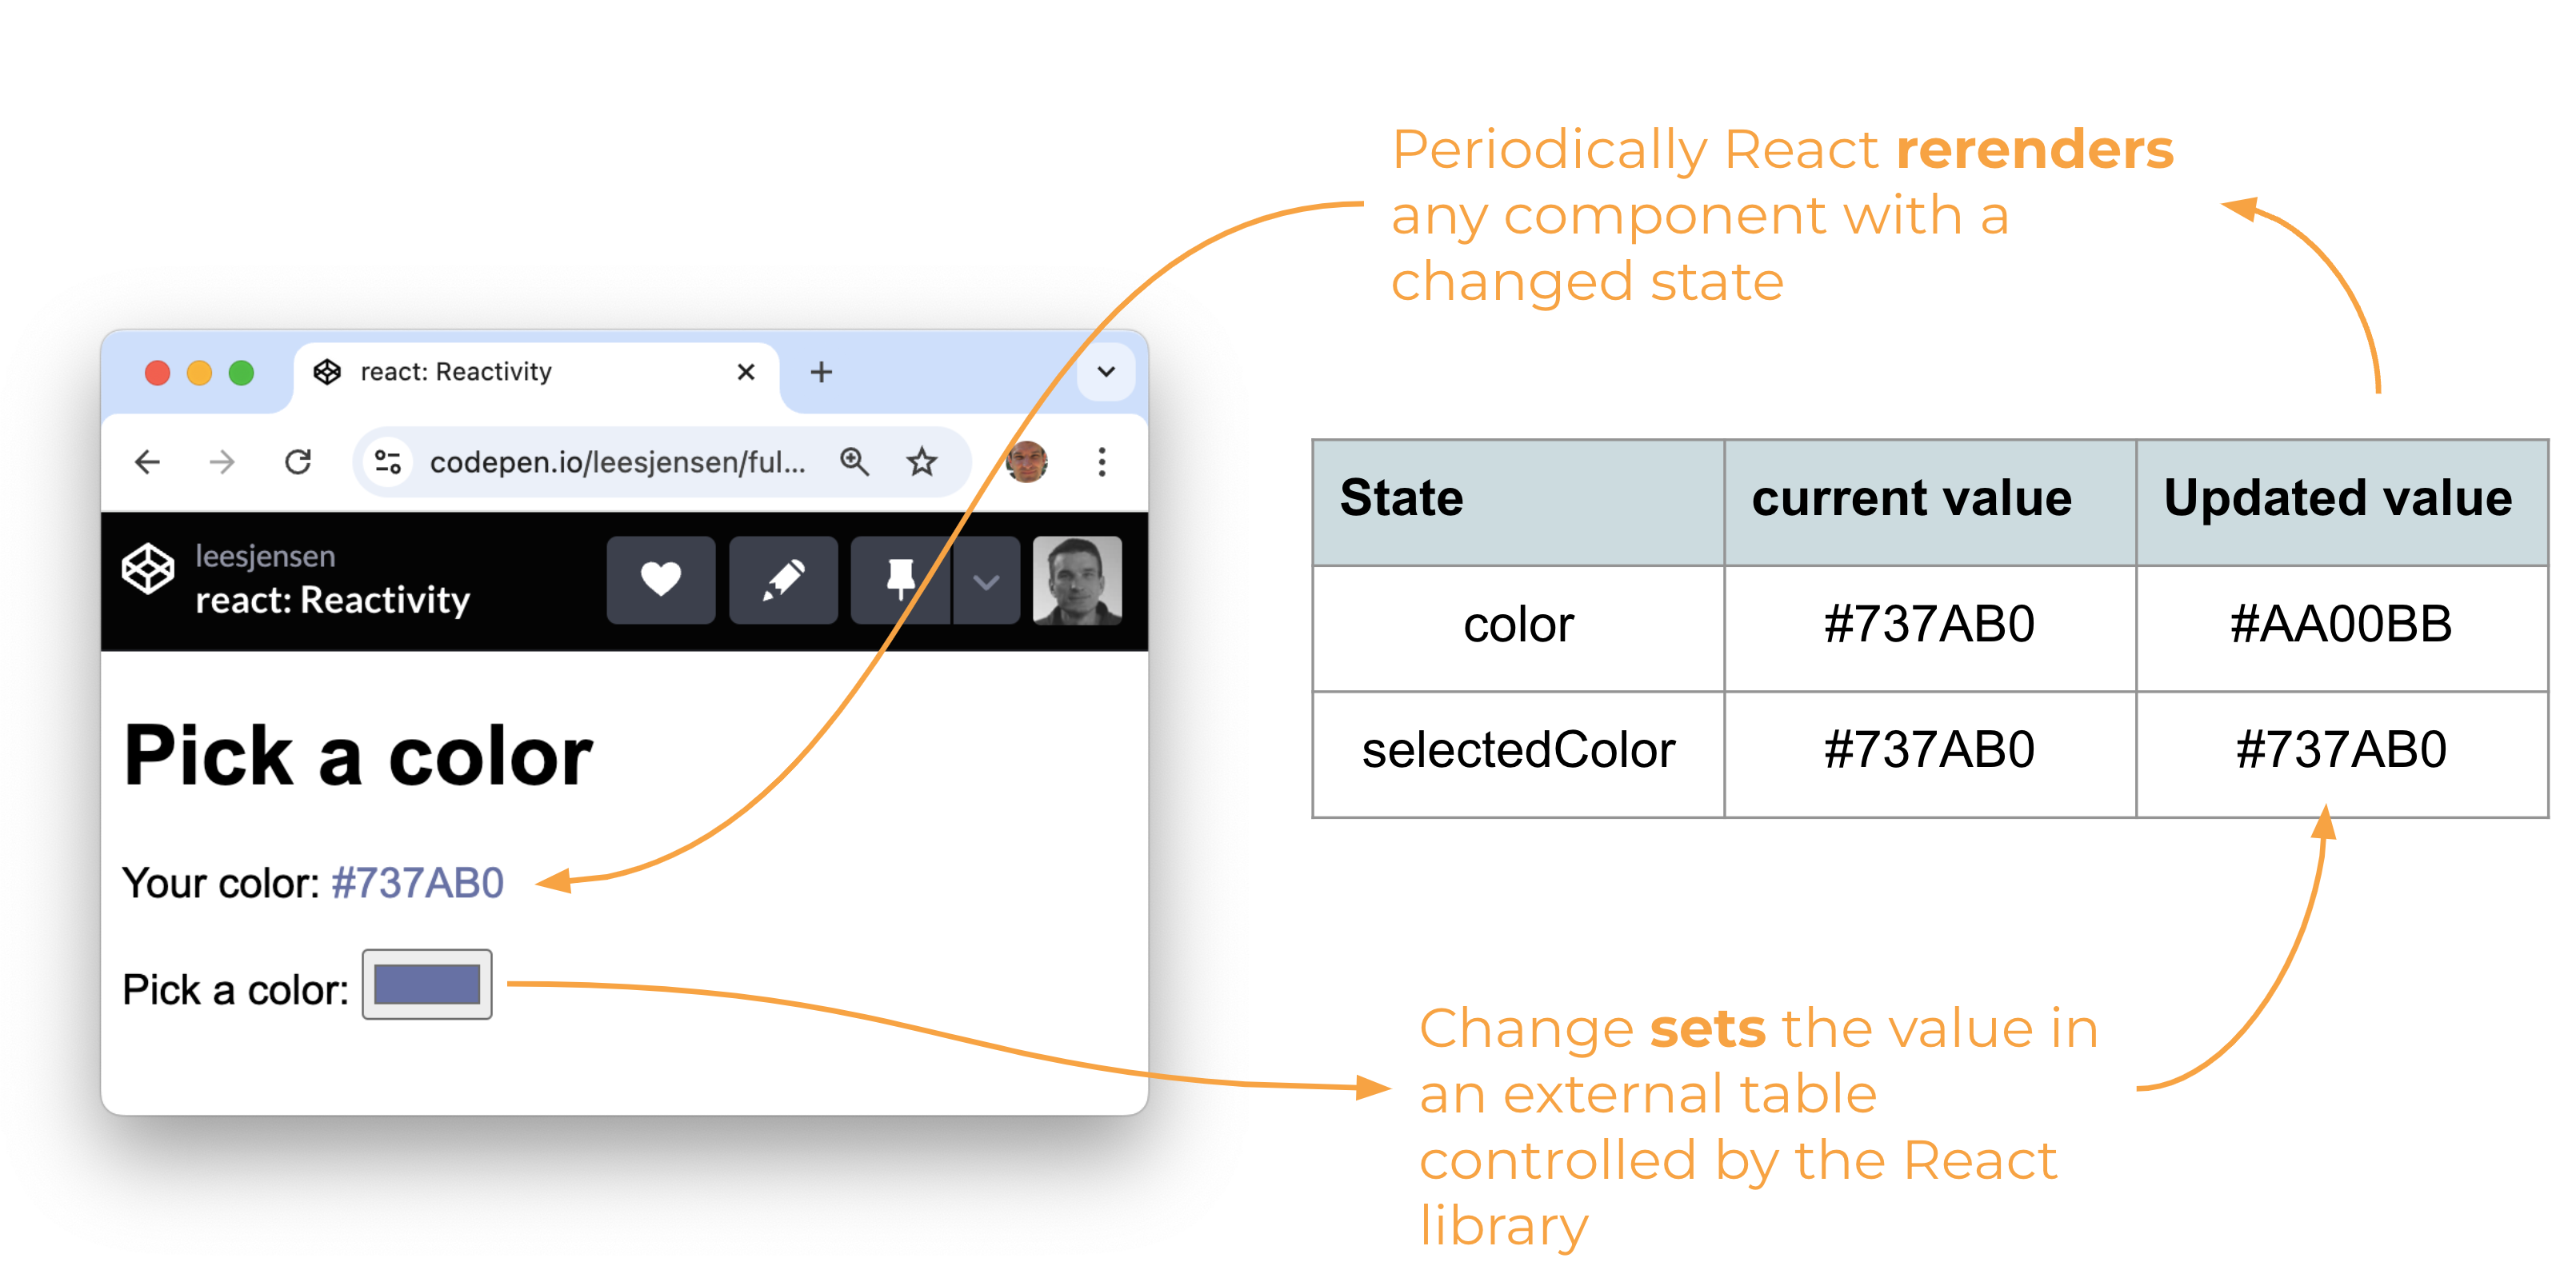 Periodically React rerenders
any component with a
changed state
react: Reactivity
codepen.io/leesjensen/ful...
leesjensen
react: Reactivity
Pick a color
Your color: #737AB0
Pick a color:
State current value Updated value
color #737AB0 #AA00BB
selectedColor #737AB0 #737AB0
Change sets the value in
an external table
controlled by the React
library